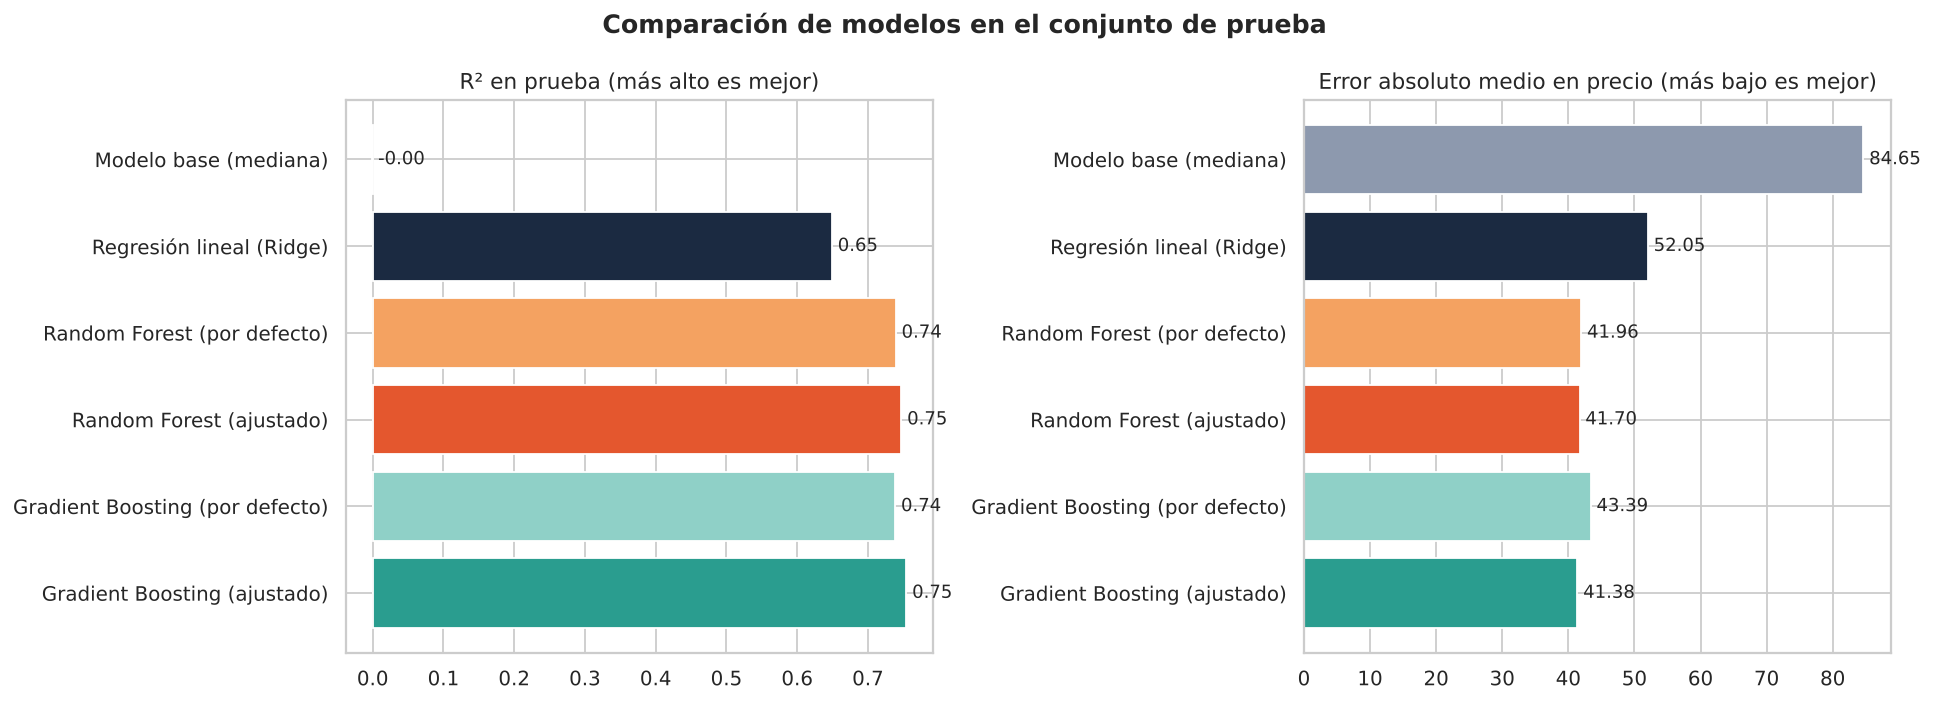 Comparación de modelos en el conjunto de prueba
R² en prueba (más alto es mejor)
Modelo base (mediana)
-0.00
Regresión lineal (Ridge)
0.65
Random Forest (por defecto)
0.74
Random Forest (ajustado)
0.75
Gradient Boosting (por defecto)
0.74
Gradient Boosting (ajustado)
0.75
0.0 0.1 0.2 0.3 0.4 0.5 0.6 0.7
Error absoluto medio en precio (más bajo es mejor)
Modelo base (mediana)
84.65
Regresión lineal (Ridge)
52.05
Random Forest (por defecto)
41.96
Random Forest (ajustado)
41.70
Gradient Boosting (por defecto)
43.39
Gradient Boosting (ajustado)
41.38
0 10 20 30 40 50 60 70 80